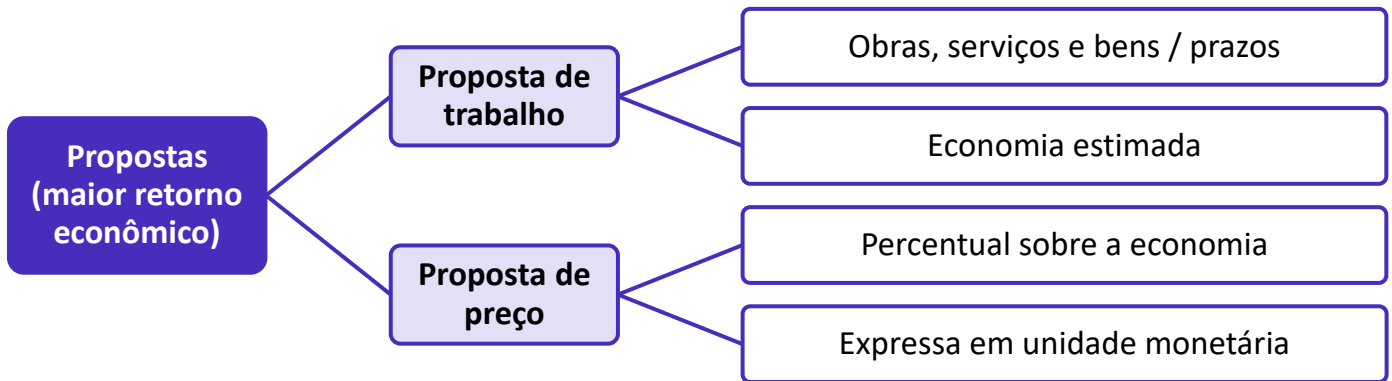 Propostas
(maior retorno
econômico)
Proposta de
trabalho
Obras, serviços e bens / prazos
Economia estimada
Proposta de
preço
Percentual sobre a economia
Expressa em unidade monetária